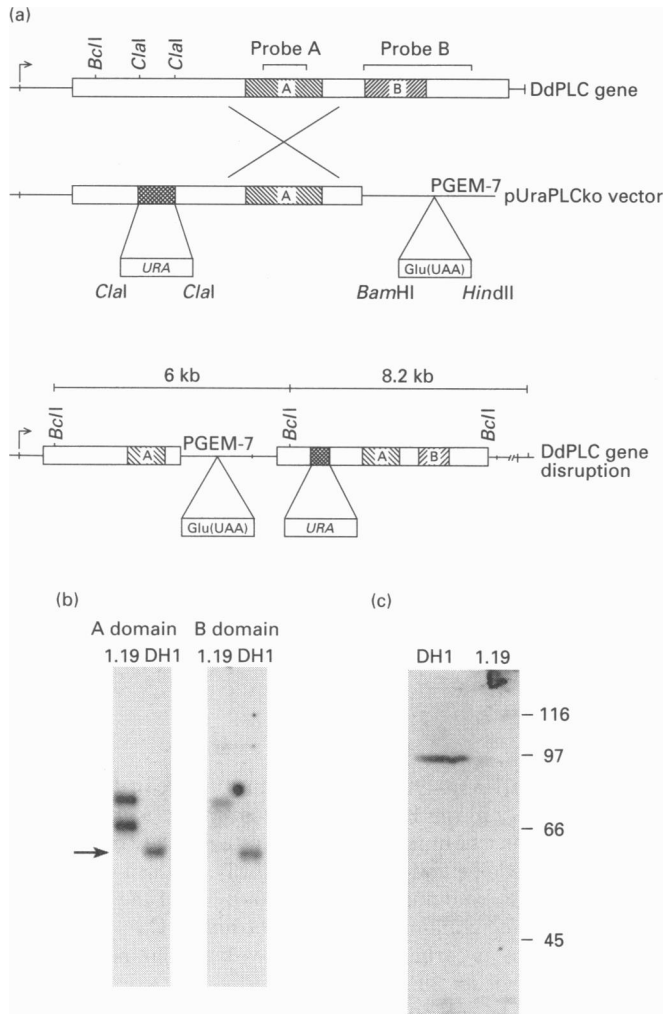 (a)
BclI
ClaI
ClaI
Probe A
Probe B
A
B
DdPLC gene
PGEM-7
A
pUraPLCko vector
URA
Glu(UAA)
ClaI
ClaI
BamHI
HindII
6 kb
8.2 kb
BclI
BclI
BclI
PGEM-7
A
A
B
DdPLC gene
disruption
Glu(UAA)
URA
(b)
(c)
A domain
B domain
1.19 DH1
1.19 DH1
DH1
1.19
116
97
66
45